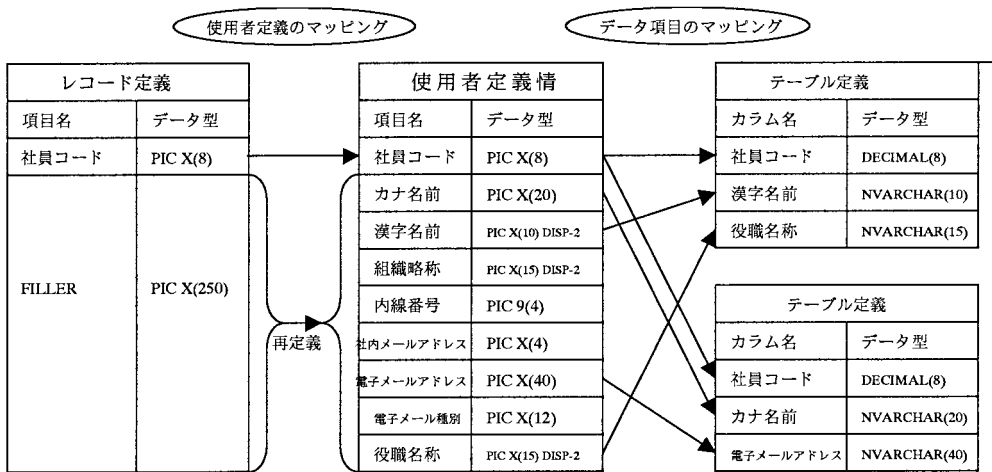 使用者定義のマッピング
データ項目のマッピング
レコード定義
項目名 データ型
社員コード PIC X(8)
FILLER PIC X(250)
再定義
使用者定義情
項目名 データ型
社員コード PIC X(8)
カナ名前 PIC X(20)
漢字名前 PIC X(10) DISP-2
組織略称 PIC X(15) DISP-2
内線番号 PIC 9(4)
社内メールアドレス PIC X(4)
電子メールアドレス PIC X(40)
電子メール種別 PIC X(12)
役職名称 PIC X(15) DISP-2
テーブル定義
カラム名 データ型
社員コード DECIMAL(8)
漢字名前 NVARCHAR(10)
役職名称 NVARCHAR(15)
テーブル定義
カラム名 データ型
社員コード DECIMAL(8)
カナ名前 NVARCHAR(20)
電子メールアドレス NVARCHAR(40)